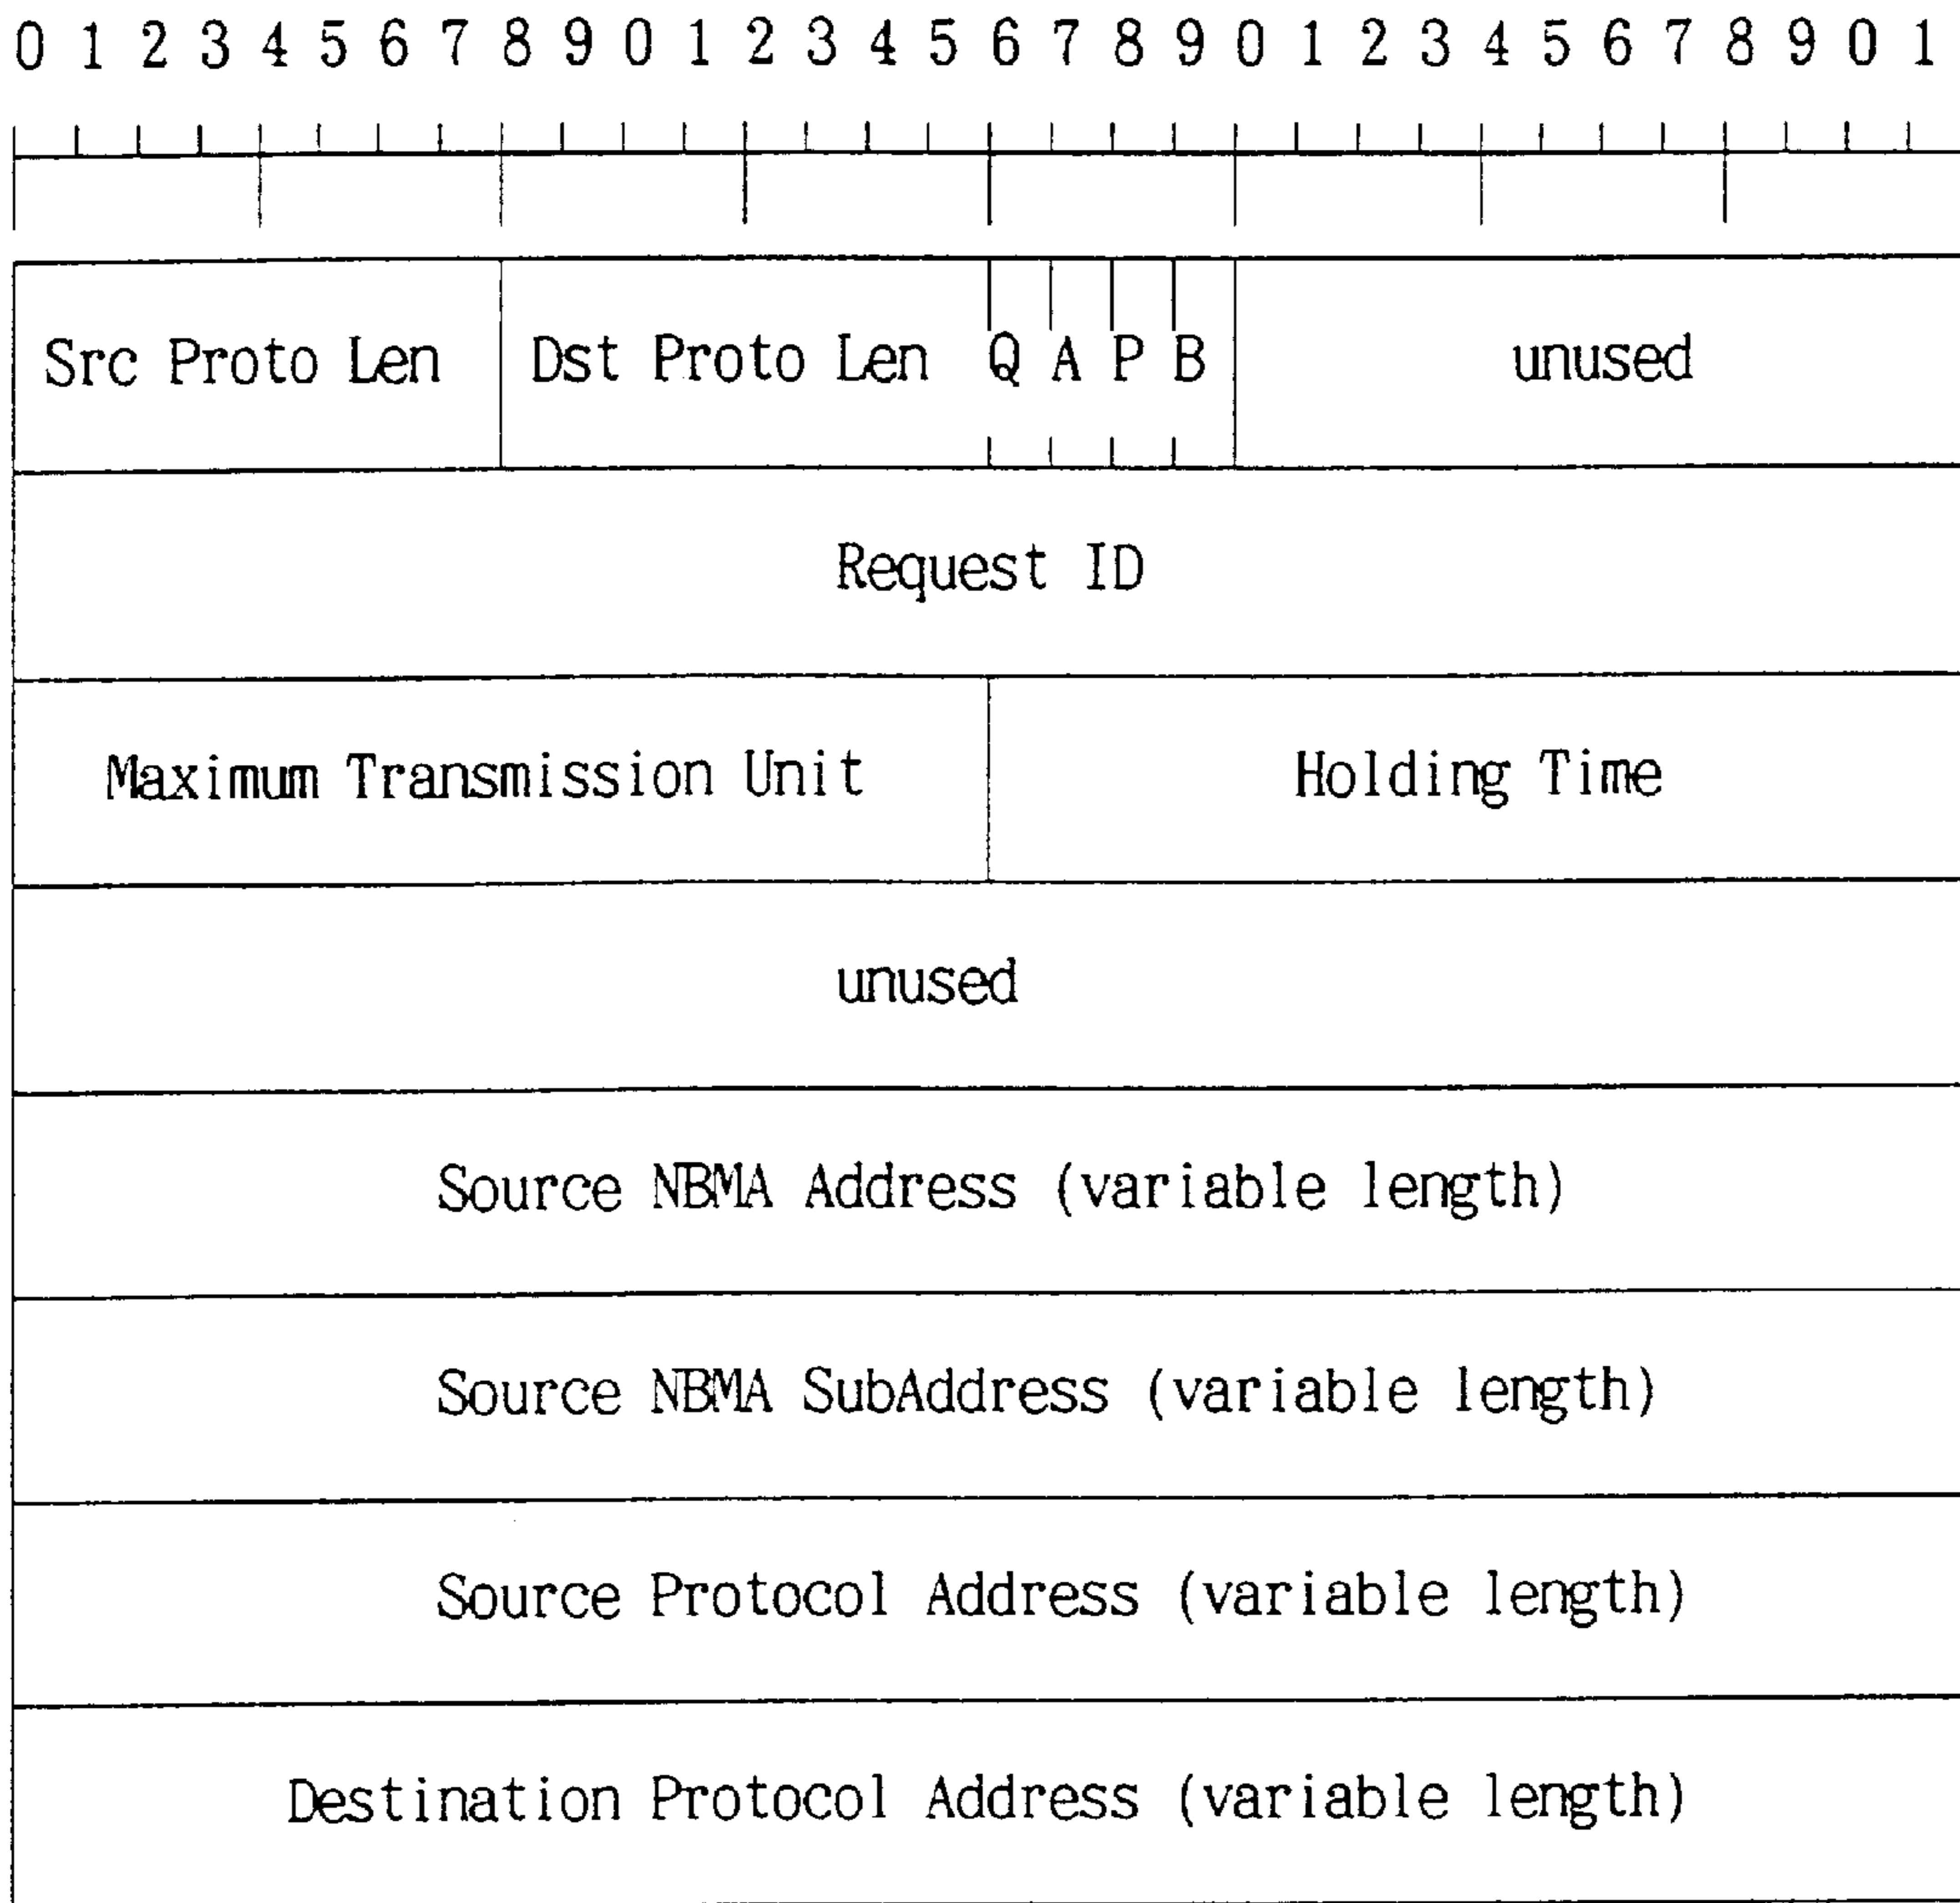 0 1 2 3 4 5 6 7 8 9 0 1 2 3 4 5 6 7 8 9 0 1 2 3 4 5 6 7 8 9 0 1
Src Proto Len Dst Proto Len Q A P B unused
Request ID
Maximum Transmission Unit Holding Time
unused
Source NBMA Address (variable length)
Source NBMA SubAddress (variable length)
Source Protocol Address (variable length)
Destination Protocol Address (variable length)